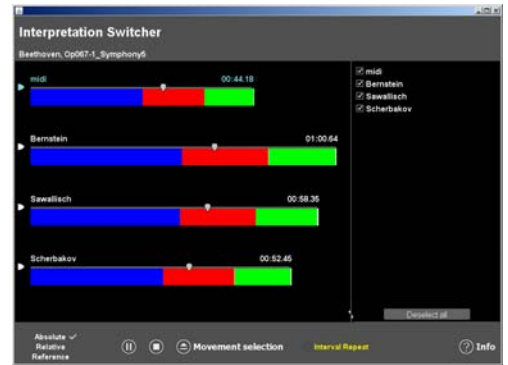 Interpretation Switcher
Beethoven, Op067-1_Symphony5
midi 00:44.18
Bernstein 01:00.64
Sawallisch 00:58.35
Scherbakov 00:52.45
midi
Bernstein
Sawallisch
Scherbakov
Deselect all
Absolute
Relative
Reference
Movement selection
Interval Repeat
? Info